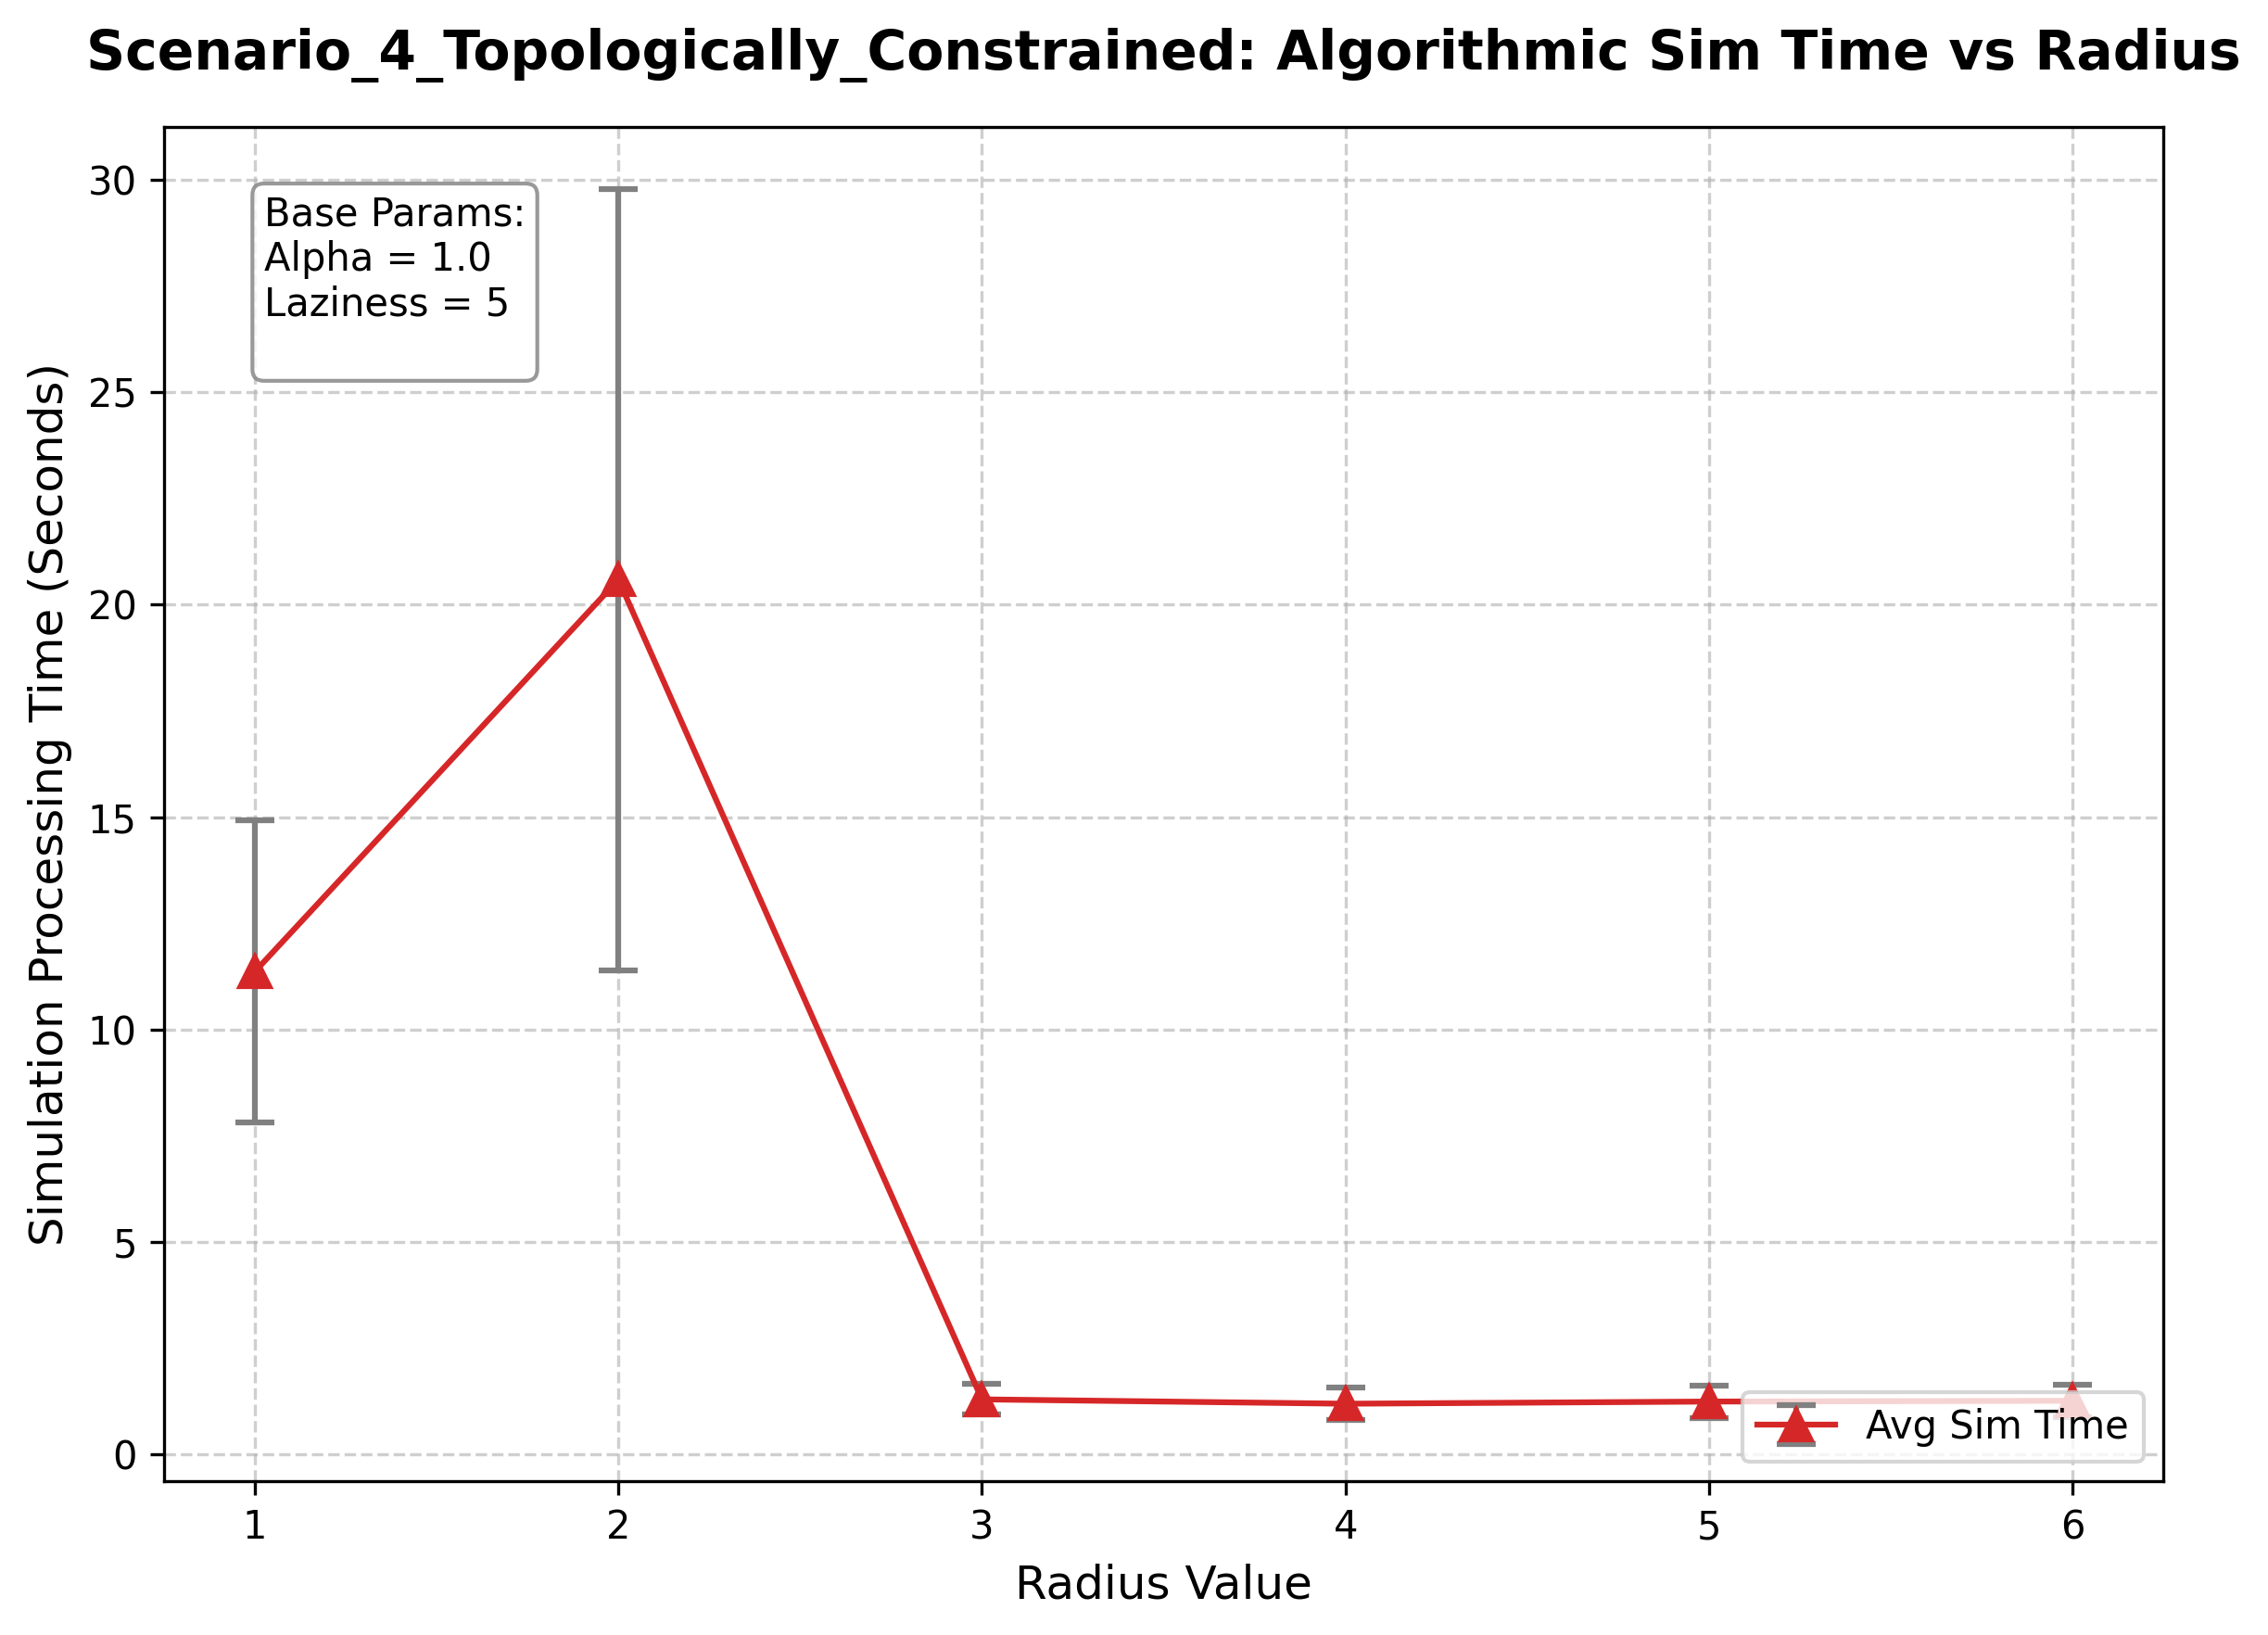 Scenario_4_Topologically_Constrained: Algorithmic Sim Time vs Radius
Base Params:
Alpha = 1.0
Laziness = 5
Simulation Processing Time (Seconds)
30
25
20
15
10
5
0
Avg Sim Time
1 2 3 4 5 6
Radius Value